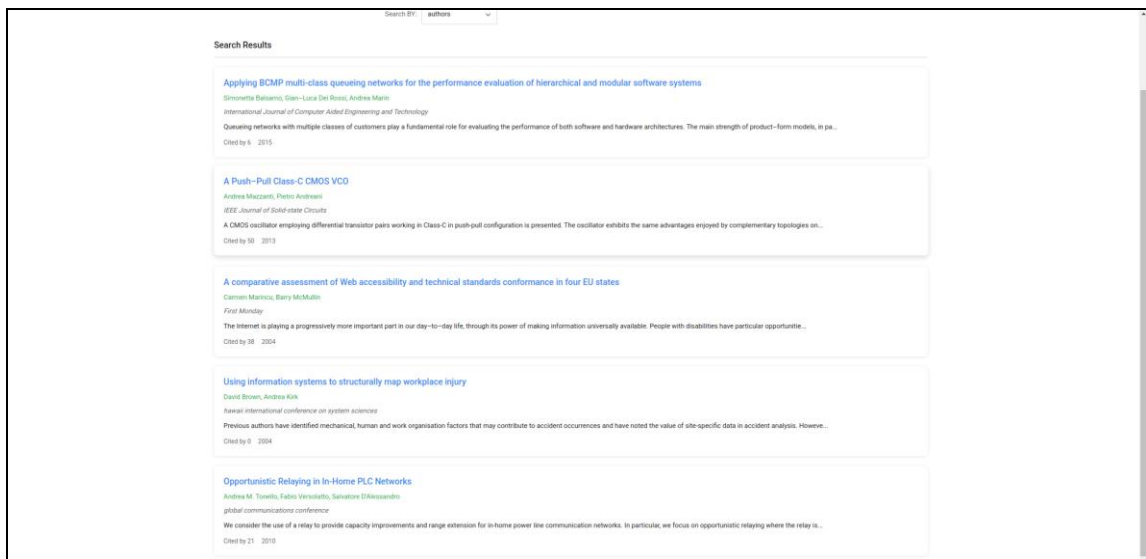 Search BY: authors
Search Results
Applying BCMP multi-class queueing networks for the performance evaluation of hierarchical and modular software systems
Simonetta Balsamo, Gian–Luca Dei Rossi, Andrea Marin
International Journal of Computer Aided Engineering and Technology
Queueing networks with multiple classes of customers play a fundamental role for evaluating the performance of both software and hardware architectures. The main strength of product–form models, in pa...
Cited by 6 2015
A Push–Pull Class-C CMOS VCO
Andrea Mazzanti, Pietro Andreani
IEEE Journal of Solid-state Circuits
A CMOS oscillator employing differential transistor pairs working in Class-C in push-pull configuration is presented. The oscillator exhibits the same advantages enjoyed by complementary topologies on...
Cited by 50 2013
A comparative assessment of Web accessibility and technical standards conformance in four EU states
Carmen Marincu, Barry McMullin
First Monday
The Internet is playing a progressively more important part in our day–to–day life, through its power of making information universally available. People with disabilities have particular opportunitie...
Cited by 38 2004
Using information systems to structurally map workplace injury
David Brown, Andrea Kirk
hawaii international conference on system sciences
Previous authors have identified mechanical, human and work organisation factors that may contribute to accident occurrences and have noted the value of site-specific data in accident analysis. Howeve...
Cited by 0 2004
Opportunistic Relaying in In-Home PLC Networks
Andrea M. Tonello, Fabio Versolatto, Salvatore D'Alessandro
global communications conference
We consider the use of a relay to provide capacity improvements and range extension for in-home power line communication networks. In particular, we focus on opportunistic relaying where the relay is...
Cited by 21 2010